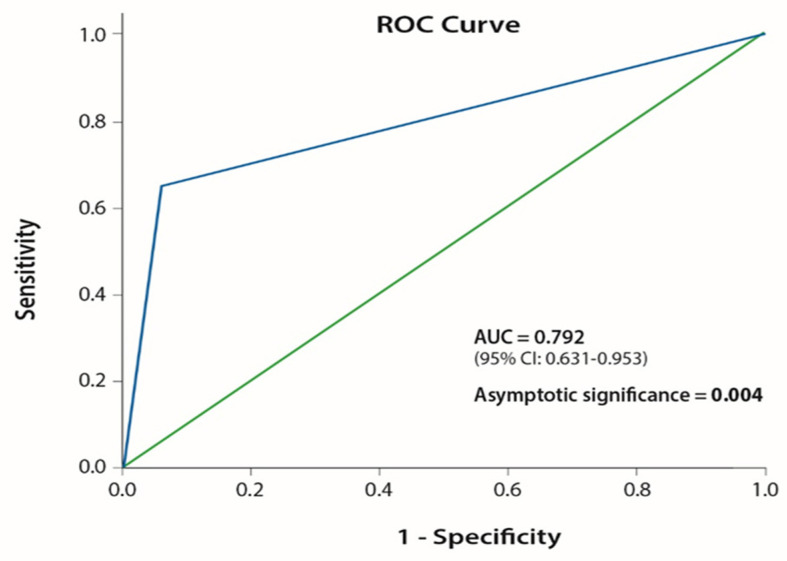 ROC Curve
1.0
0.8
0.6
0.4
0.2
0.0
Sensitivity
AUC = 0.792
(95% CI: 0.631-0.953)
Asymptotic significance = 0.004
0.0 0.2 0.4 0.6 0.8 1.0
1 - Specificity